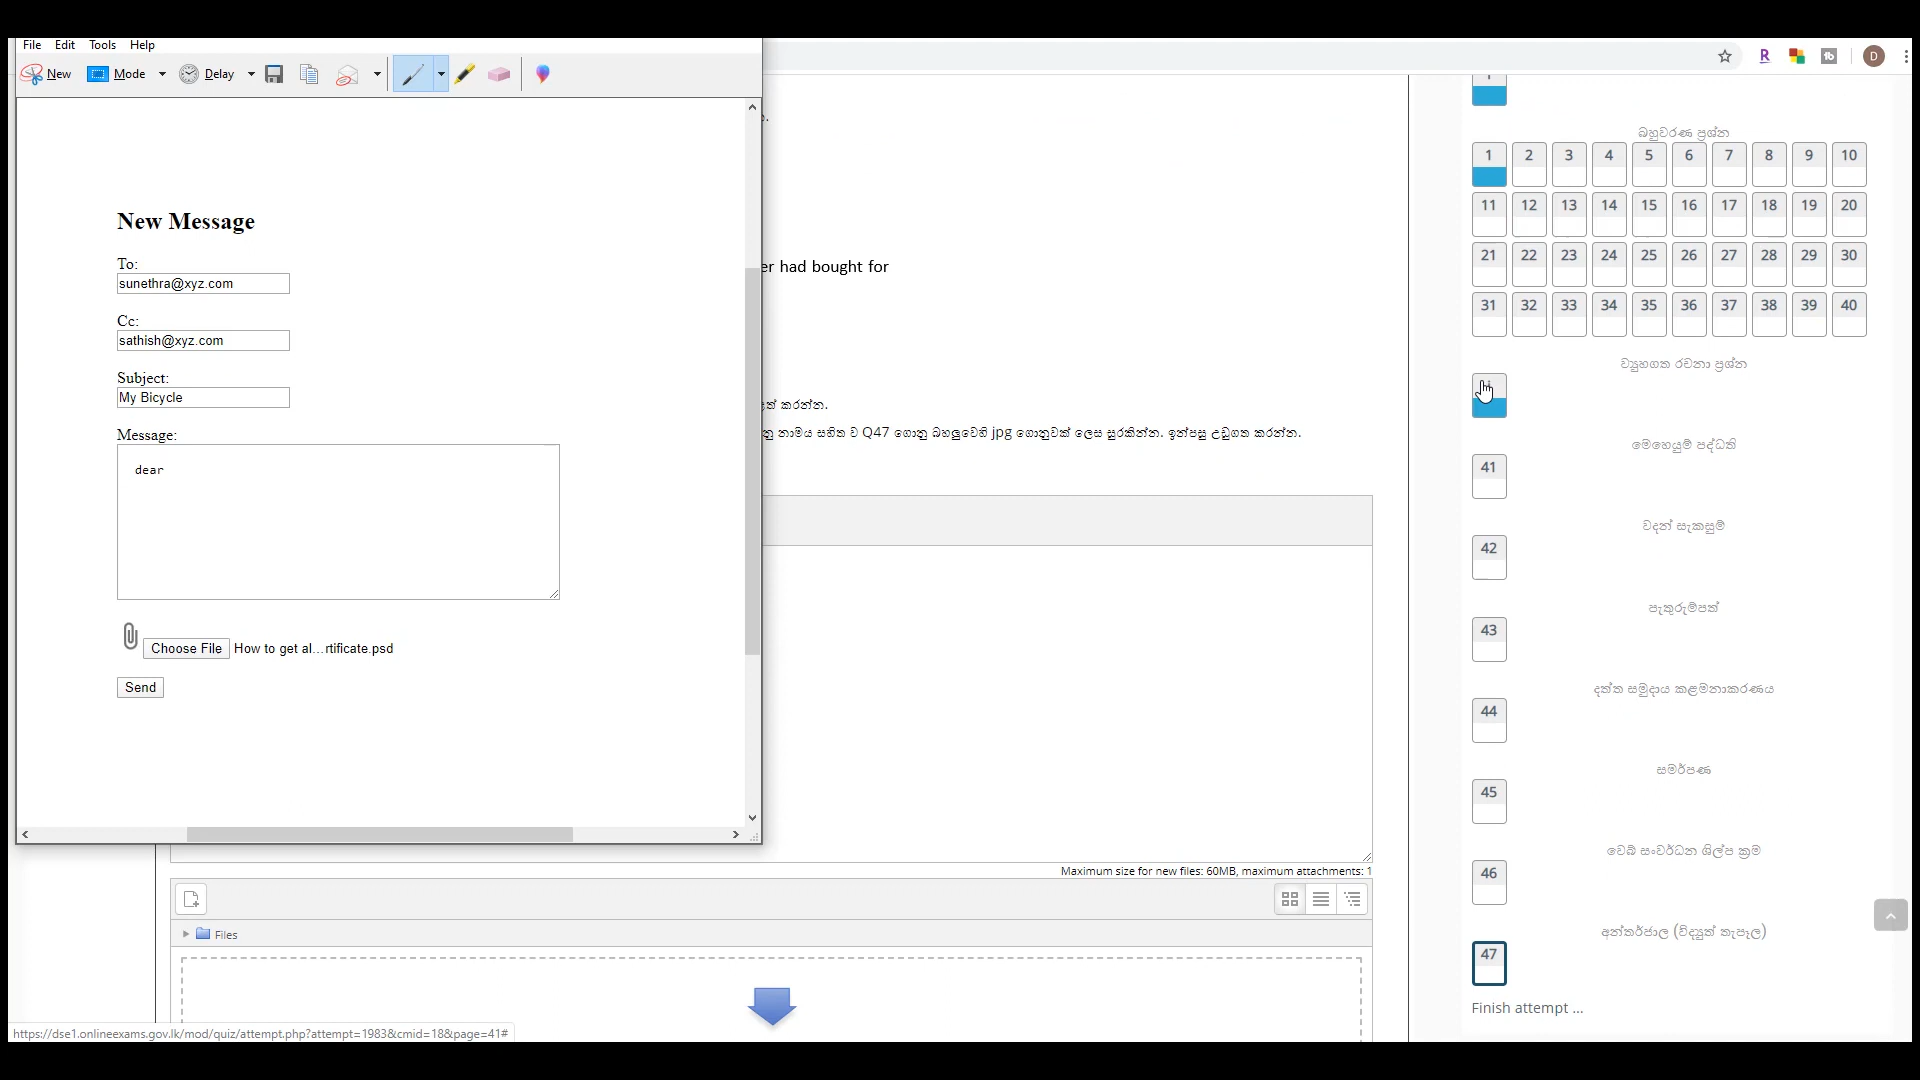 File Edit Tools Help
New Mode Delay
New Message
To:
sunethra@xyz.com
Cc:
sathish@xyz.com
Subject:
My Bicycle
Message:
dear
Choose File How to get al...rtificate.psd
Send
er had bought for
කරන්න.
නාමය සහිත ව Q47 ගොනු බහලුවෙහි jpg ගොනුවක් ලෙස සුරකින්න. ඉන්පසු උඩුගත කරන්න.
Maximum size for new files: 60MB, maximum attachments: 1
Files
https://dse1.onlineexams.gov.lk/mod/quiz/attempt.php?attempt=1983&cmid=18&page=41#
R
D
බහුවරණ ප්‍රශ්න
1 2 3 4 5 6 7 8 9 10
11 12 13 14 15 16 17 18 19 20
21 22 23 24 25 26 27 28 29 30
31 32 33 34 35 36 37 38 39 40
ව්‍යුහගත රචනා ප්‍රශ්න
මෙහෙයුම් පද්ධති
41
වදන් සැකසුම්
42
පැතුරුම්පත්
43
දත්ත සමුදාය කළමනාකරණය
44
සමර්පණ
45
වෙබ් සංවර්ධන ශිල්ප ක්‍රම
46
අන්තර්ජාල (විද්‍යුත් තැපෑල)
47
Finish attempt ...